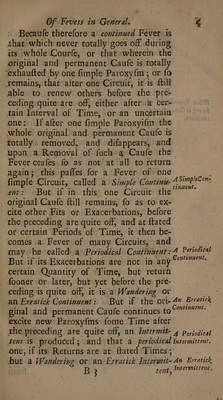 Of Fevers in General. 5
Because therefore a continued Fever is
that which never totally goes off during
its whole Course, or that wherein the
original and permanent Cause is totally
exhausted by one simple Paroxysm; or so
remains, that after one Circuit, it is still
able to renew others before the pre-
ceding quite are off, either after a cer-
tain Interval of Time, or an uncertain
one: If after one simple Paroxysm the
whole original and permanent Cause is
totally removed, and disappears, and
upon a Removal of such a Cause the
Fever ceases so as not at all to return
again; this passes for a Fever of one
simple Circuit, called a Simple Continu-
A Simple Con-
tinuent.
ent: But if in this one Circuit the
original Cause still remains, so as to ex-
cite other Fits or Exacerbations, before
the preceding are quite off, and at stated
or certain Periods of Time, it then be-
comes a Fever of many Circuits, and
may be called a Periodical Continuent:
A Periodical
Continuent.
But if its Exacerbations are not in any
certain Quantity of Time, but return
sooner or later, but yet before the pre-
ceding is quite off, it is a Wandering or
an Erratick Continuent: But if the ori-
An Erratick
Continuent.
ginal and permanent Cause continues to
excite new Paroxysms some Time after
the preceding are quite off, an Intermit-
tent is produced; and that a periodical
A Periodical
Intermittent.
one, if its Returns are at stated Times;
but a Wandering or an Erratick Intermit-
An Erratick
Intermittent.
B 3 tent,